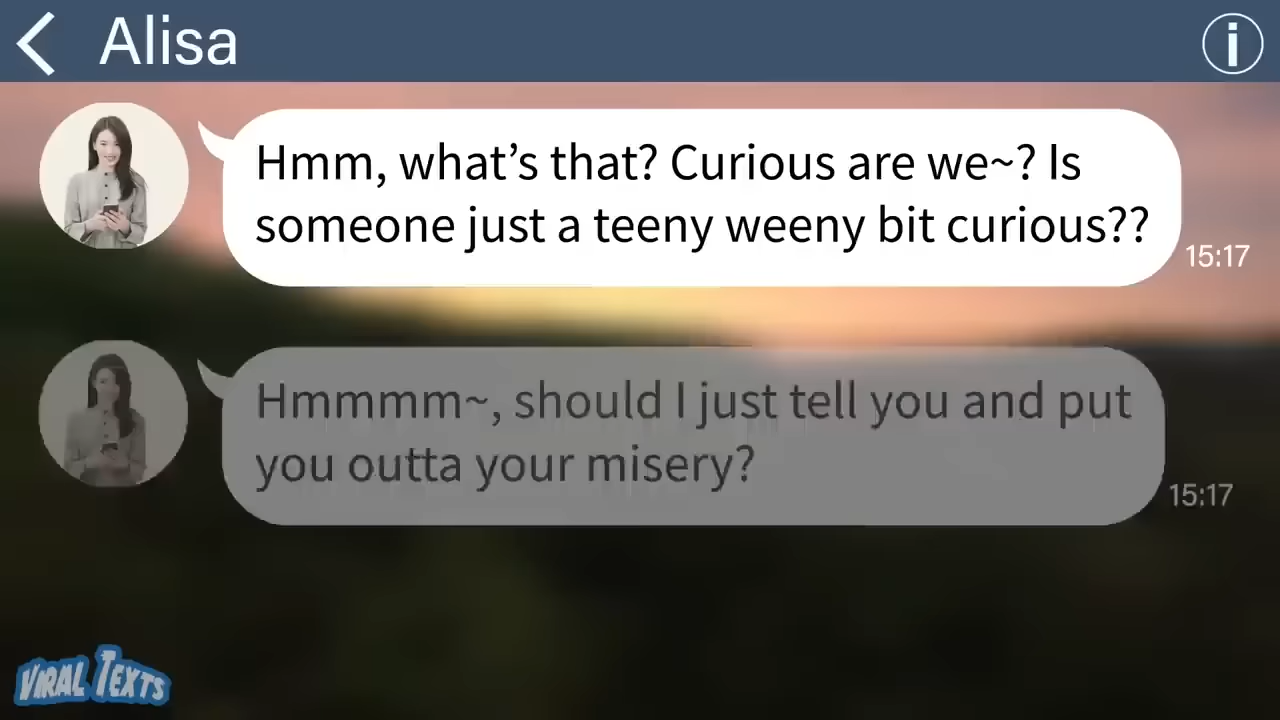 Alisa
Hmm, what’s that? Curious are we~? Is
someone just a teeny weeny bit curious??
15:17
Hmmmm~, should I just tell you and put
you outta your misery?
15:17
VIRAL TEXTS